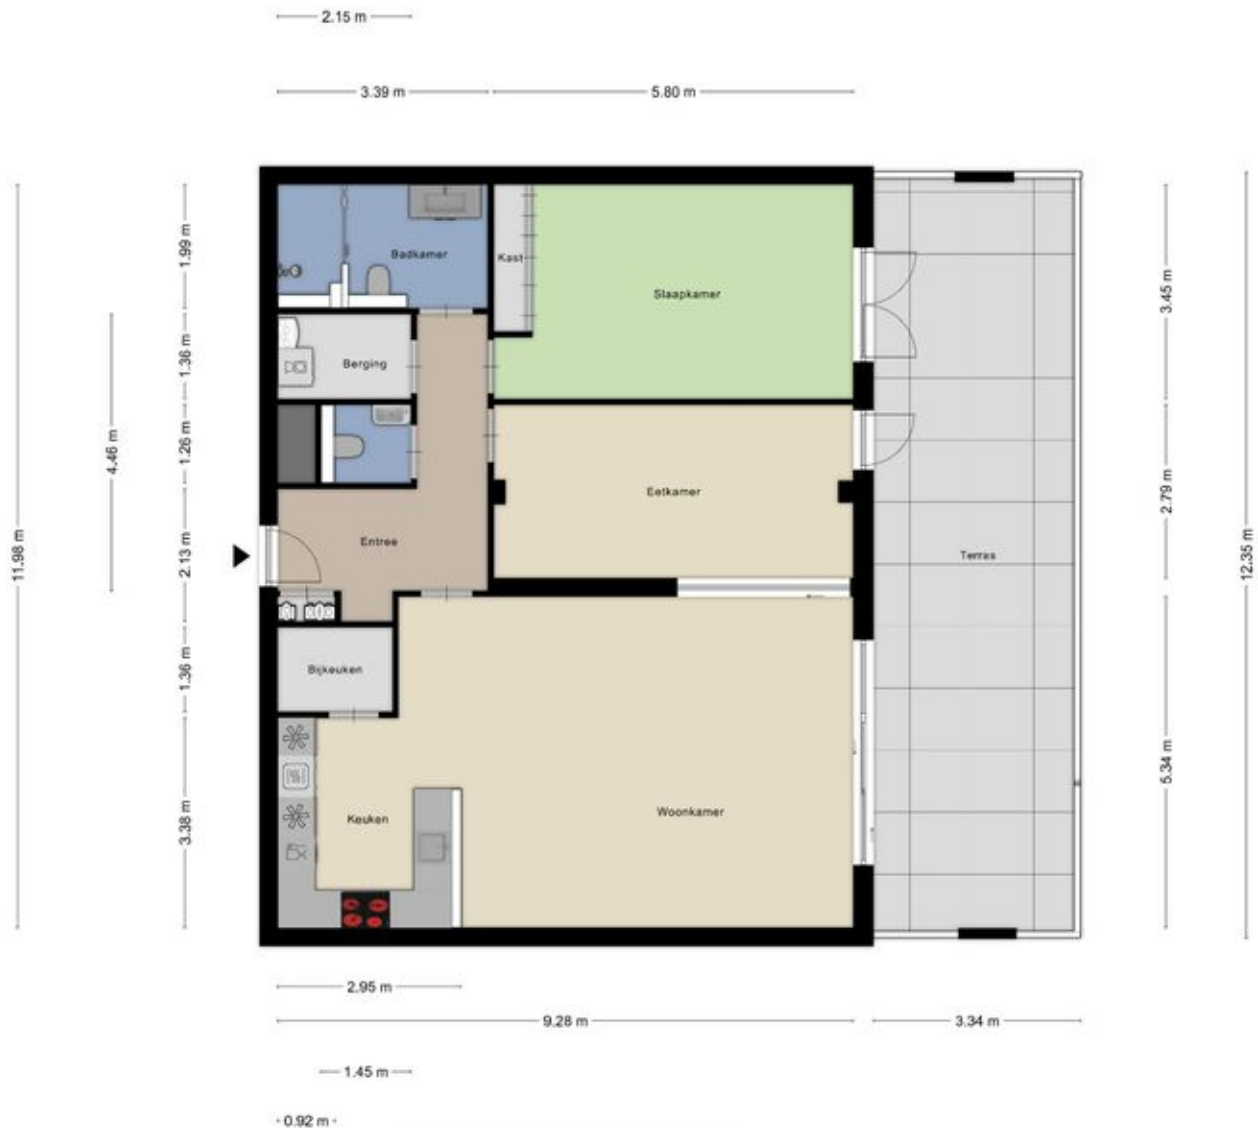 2.15 m
3.39 m
5.80 m
1.99 m
Badkamer
Kast
Slaapkamer
3.45 m
1.36 m
Berging
4.46 m
1.26 m
Eetkamer
2.79 m
11.98 m
2.13 m
Entree
Terras
12.35 m
1.36 m
Bijkeuken
5.34 m
3.38 m
Keuken
Woonkamer
2.95 m
9.28 m
3.34 m
1.45 m
0.92 m